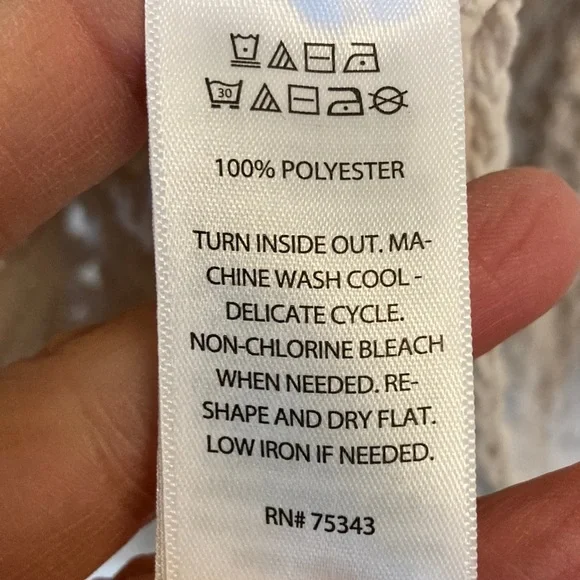 30
100% POLYESTER
TURN INSIDE OUT. MA-
CHINE WASH COOL -
DELICATE CYCLE.
NON-CHLORINE BLEACH
WHEN NEEDED. RE-
SHAPE AND DRY FLAT.
LOW IRON IF NEEDED.
RN# 75343